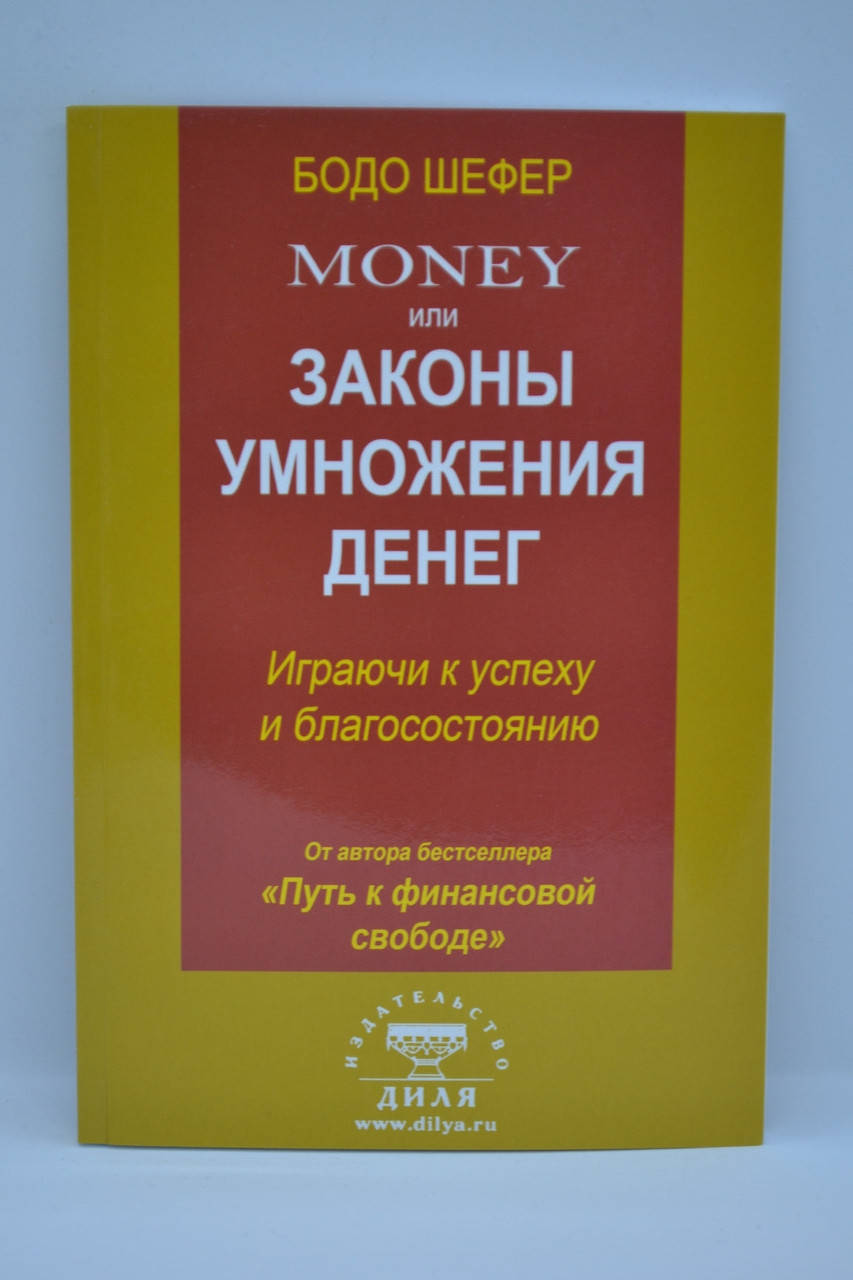 БОДО ШЕФЕР
MONEY
или
ЗАКОНЫ
УМНОЖЕНИЯ
ДЕНЕГ
Играючи к успеху
и благосостоянию
От автора бестселлера
«Путь к финансовой
свободе»
ИЗДАТЕЛЬСТВО
ДИЛЯ
www.dilya.ru